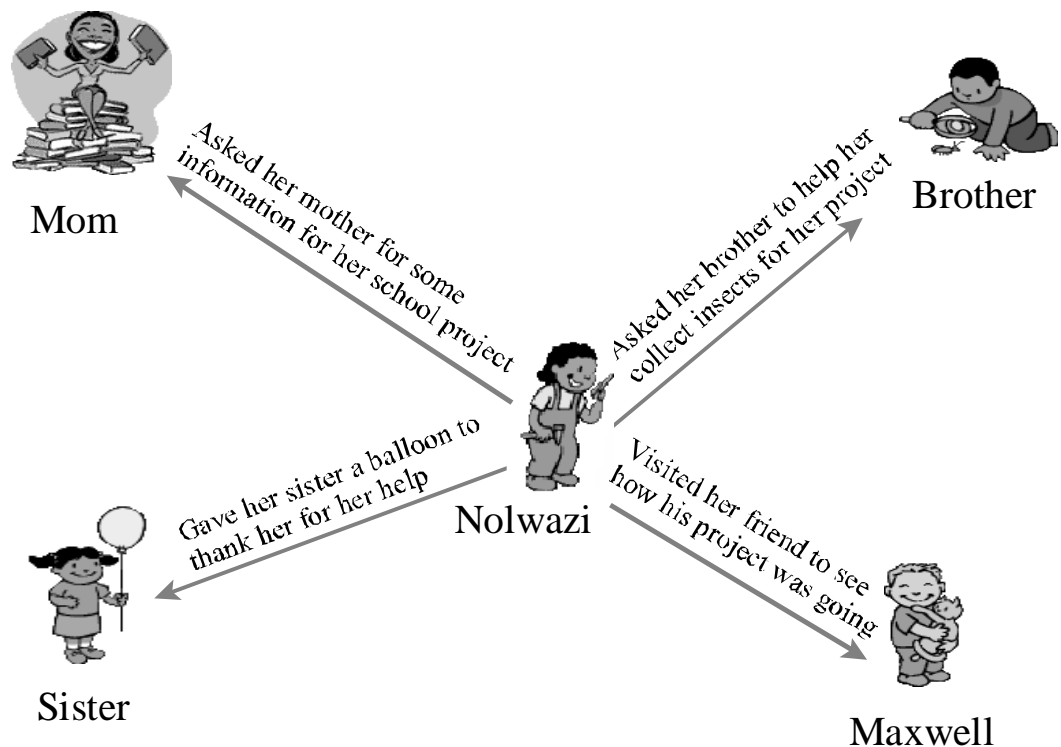 Mom
Asked her mother for some
information for her school project
Brother
Asked her brother to help her
collect insects for her project
Nolwazi
Gave her sister a balloon to
thank her for her help
Sister
Visited her friend to see
how his project was going
Maxwell